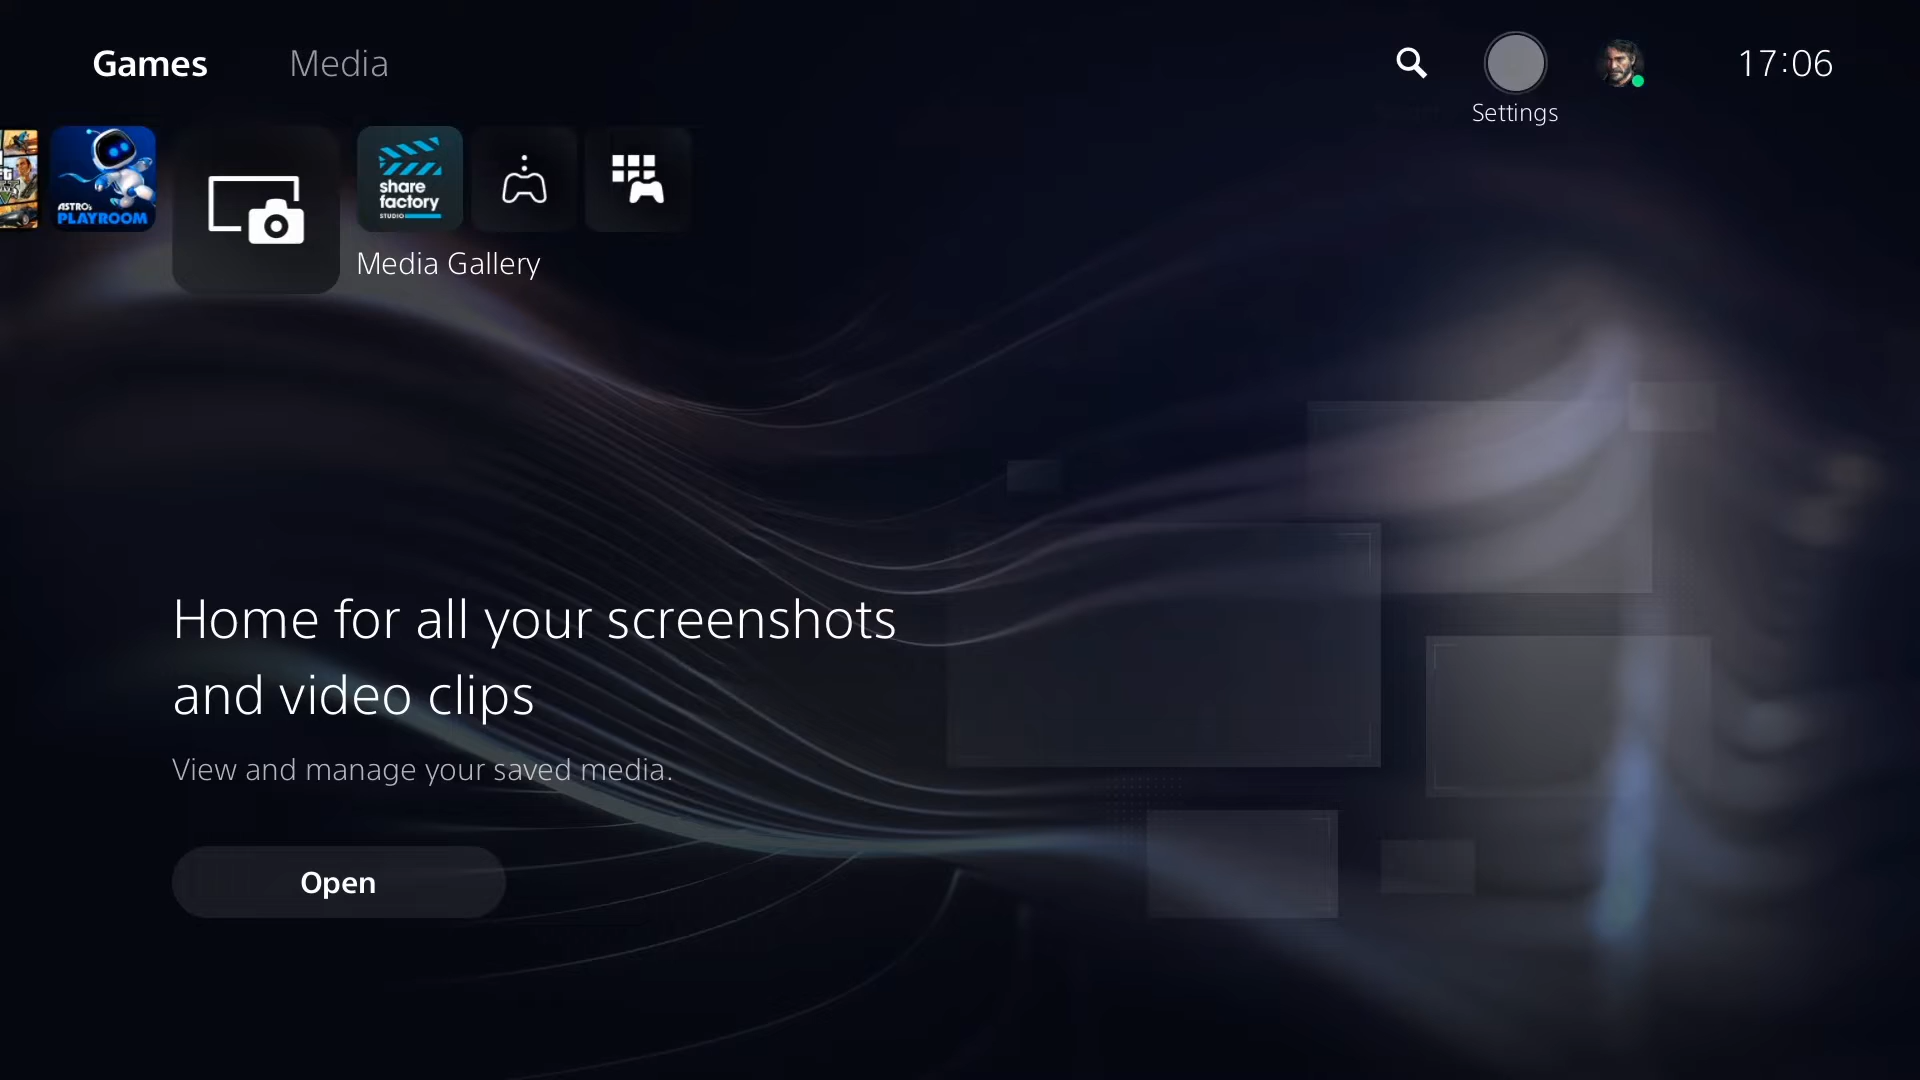 Games
Media
17:06
Settings
ASTRO's
PLAYROOM
share
factory
STUDIO
Media Gallery
Home for all your screenshots
and video clips
View and manage your saved media.
Open